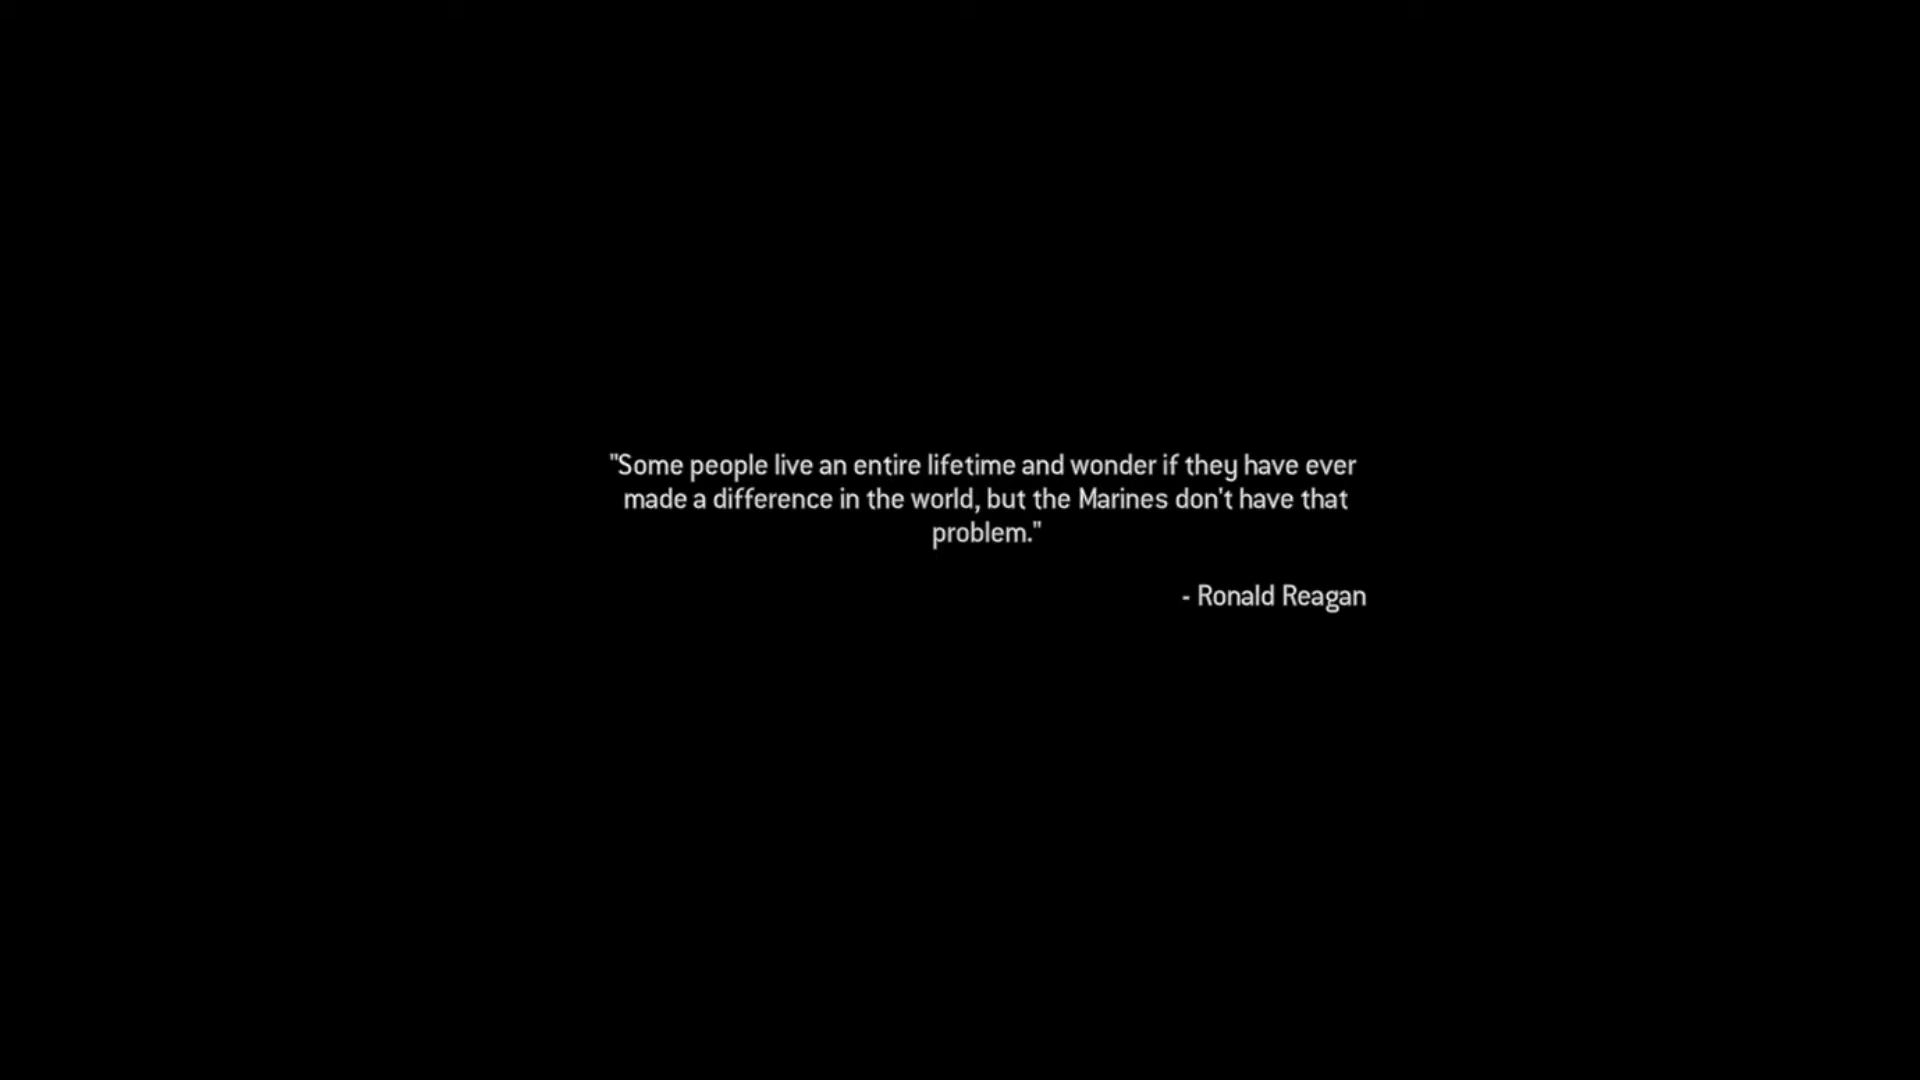 "Some people live an entire lifetime and wonder if they have ever
made a difference in the world, but the Marines don't have that
problem."
- Ronald Reagan